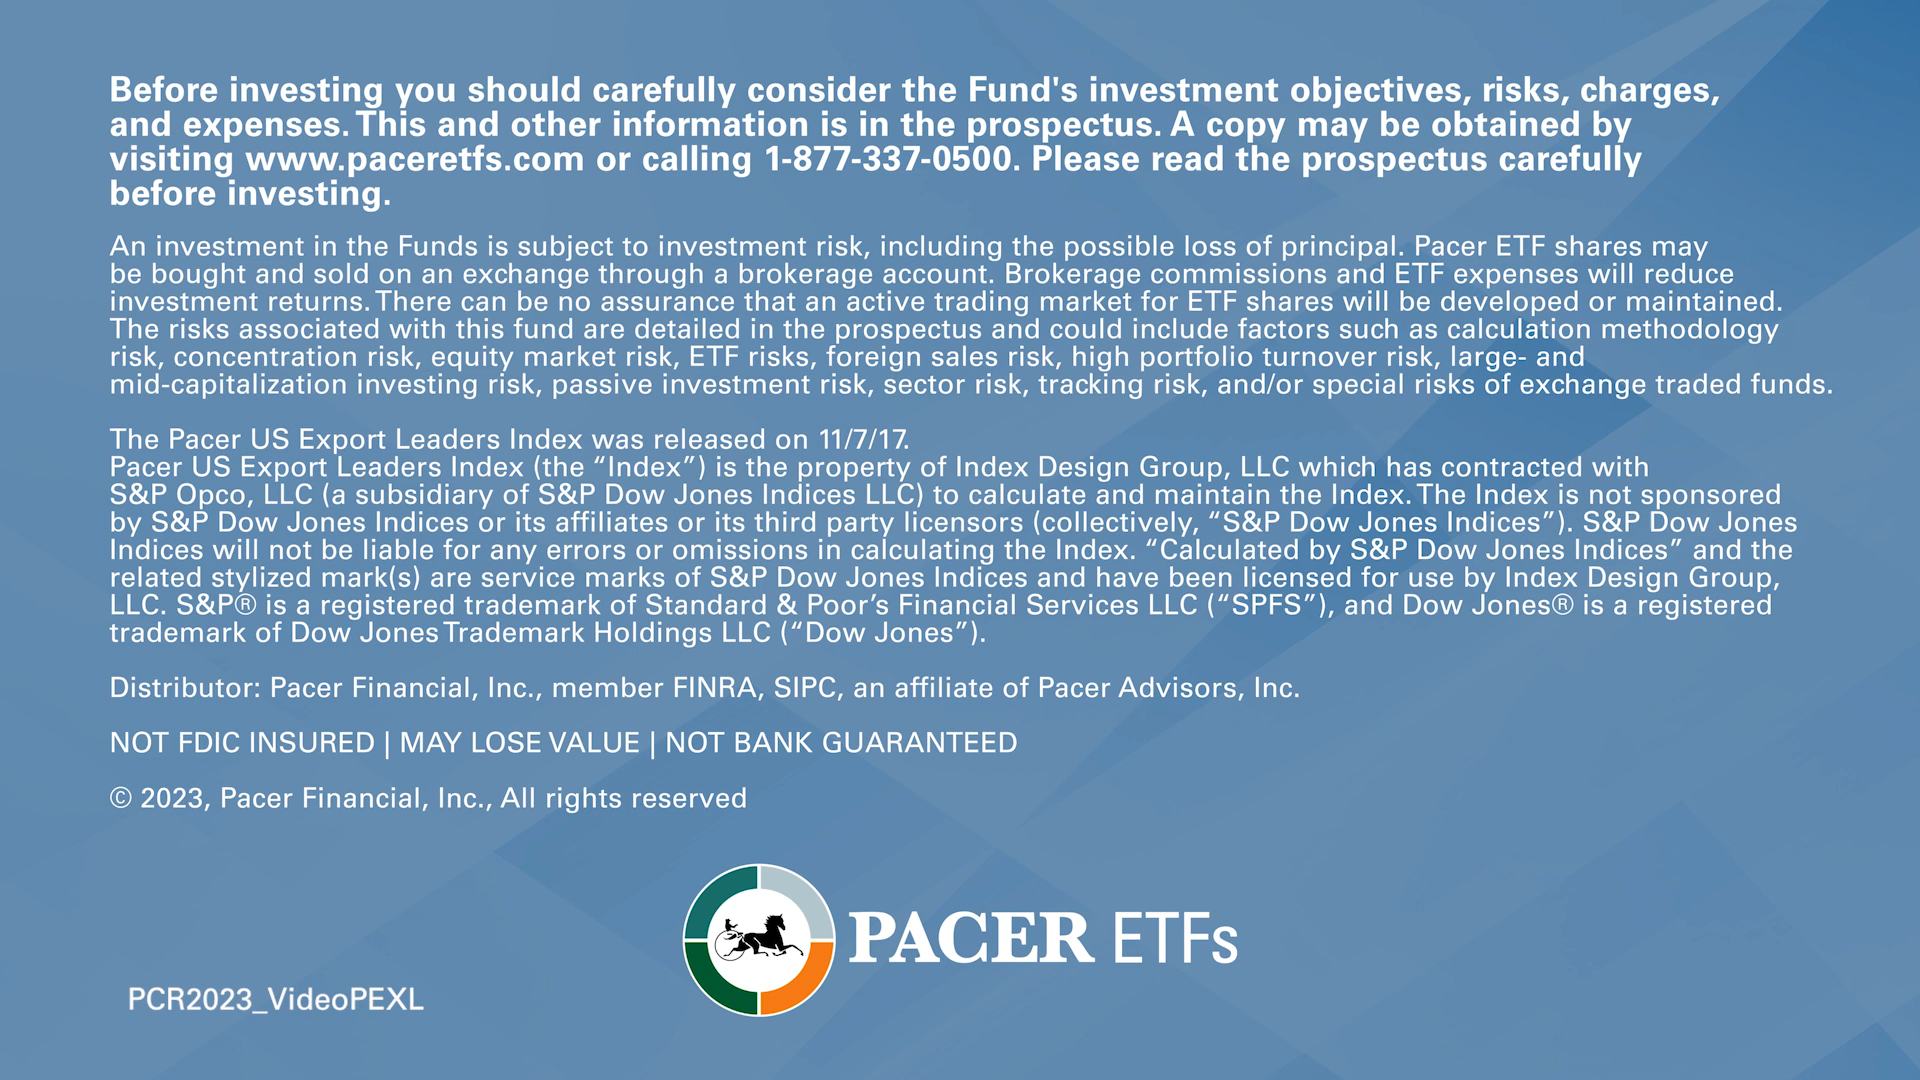 Before investing you should carefully consider the Fund's investment objectives, risks, charges,
and expenses. This and other information is in the prospectus. A copy may be obtained by
visiting www.paceretfs.com or calling 1-877-337-0500. Please read the prospectus carefully
before investing.
An investment in the Funds is subject to investment risk, including the possible loss of principal. Pacer ETF shares may
be bought and sold on an exchange through a brokerage account. Brokerage commissions and ETF expenses will reduce
investment returns. There can be no assurance that an active trading market for ETF shares will be developed or maintained.
The risks associated with this fund are detailed in the prospectus and could include factors such as calculation methodology
risk, concentration risk, equity market risk, ETF risks, foreign sales risk, high portfolio turnover risk, large- and
mid-capitalization investing risk, passive investment risk, sector risk, tracking risk, and/or special risks of exchange traded funds.
The Pacer US Export Leaders Index was released on 11/7/17.
Pacer US Export Leaders Index (the “Index”) is the property of Index Design Group, LLC which has contracted with
S&P Opco, LLC (a subsidiary of S&P Dow Jones Indices LLC) to calculate and maintain the Index. The Index is not sponsored
by S&P Dow Jones Indices or its affiliates or its third party licensors (collectively, “S&P Dow Jones Indices”). S&P Dow Jones
Indices will not be liable for any errors or omissions in calculating the Index. “Calculated by S&P Dow Jones Indices” and the
related stylized mark(s) are service marks of S&P Dow Jones Indices and have been licensed for use by Index Design Group,
LLC. S&P® is a registered trademark of Standard & Poor’s Financial Services LLC (“SPFS”), and Dow Jones® is a registered
trademark of Dow Jones Trademark Holdings LLC (“Dow Jones”).
Distributor: Pacer Financial, Inc., member FINRA, SIPC, an affiliate of Pacer Advisors, Inc.
NOT FDIC INSURED | MAY LOSE VALUE | NOT BANK GUARANTEED
© 2023, Pacer Financial, Inc., All rights reserved
PACER ETFs
PCR2023_VideoPEXL